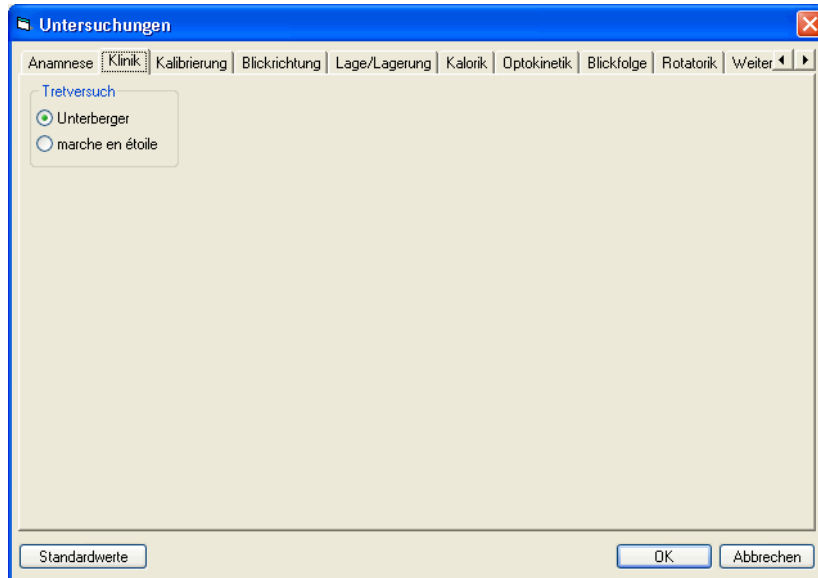 Untersuchungen
Anamnese Klinik Kalibrierung Blickrichtung Lage/Lagerung Kalorik Optokinetik Blickfolge Rotatorik Weiter
Tretversuch
Unterberger
marche en étoile
Standardwerte OK Abbrechen